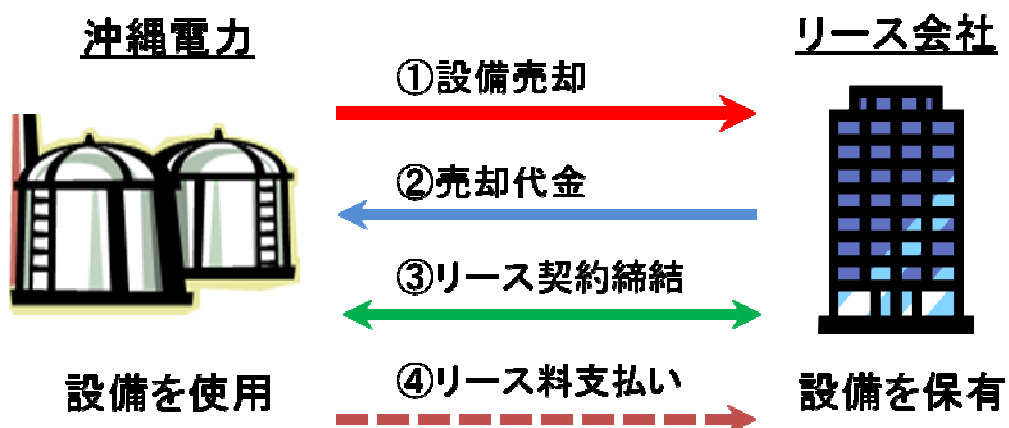 沖縄電力
リース会社
①設備売却
②売却代金
③リース契約締結
④リース料支払い
設備を使用
設備を保有